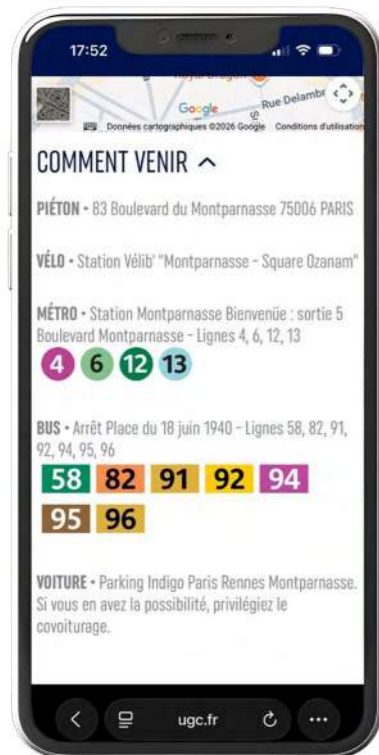 17:52
Google
Rue Delambr
Données cartographiques ©2026 Google Conditions d'utilisation
COMMENT VENIR
PIÉTON • 83 Boulevard du Montparnasse 75006 PARIS
VÉLO • Station Vélib' "Montparnasse - Square Ozanam"
MÉTRO • Station Montparnasse Bienvenüe : sortie 5
Boulevard Montparnasse - Lignes 4, 6, 12, 13
4 6 12 13
BUS • Arrêt Place du 18 juin 1940 - Lignes 58, 82, 91,
92, 94, 95, 96
58 82 91 92 94
95 96
VOITURE • Parking Indigo Paris Rennes Montparnasse.
Si vous en avez la possibilité, privilégiez le
covoiturage.
ugc.fr